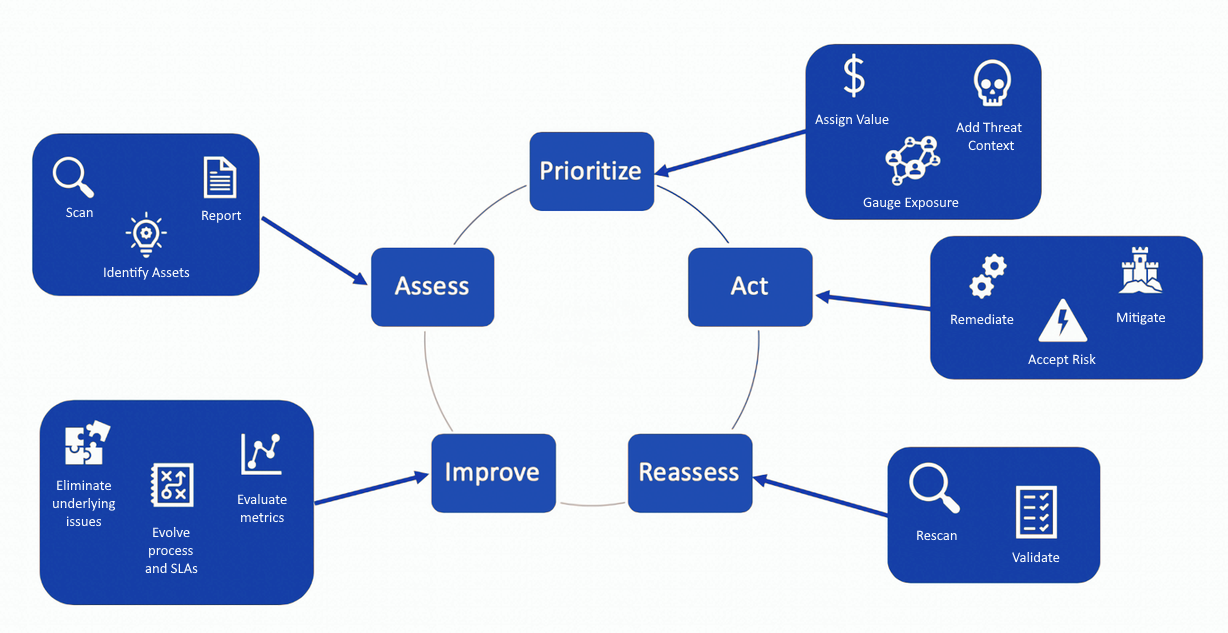 Assign Value
Add Threat
Context
Gauge Exposure
Prioritize
Scan
Report
Identify Assets
Assess
Act
Remediate
Mitigate
Accept Risk
Eliminate
underlying
issues
Evolve
process
and SLAs
Evaluate
metrics
Improve
Reassess
Rescan
Validate